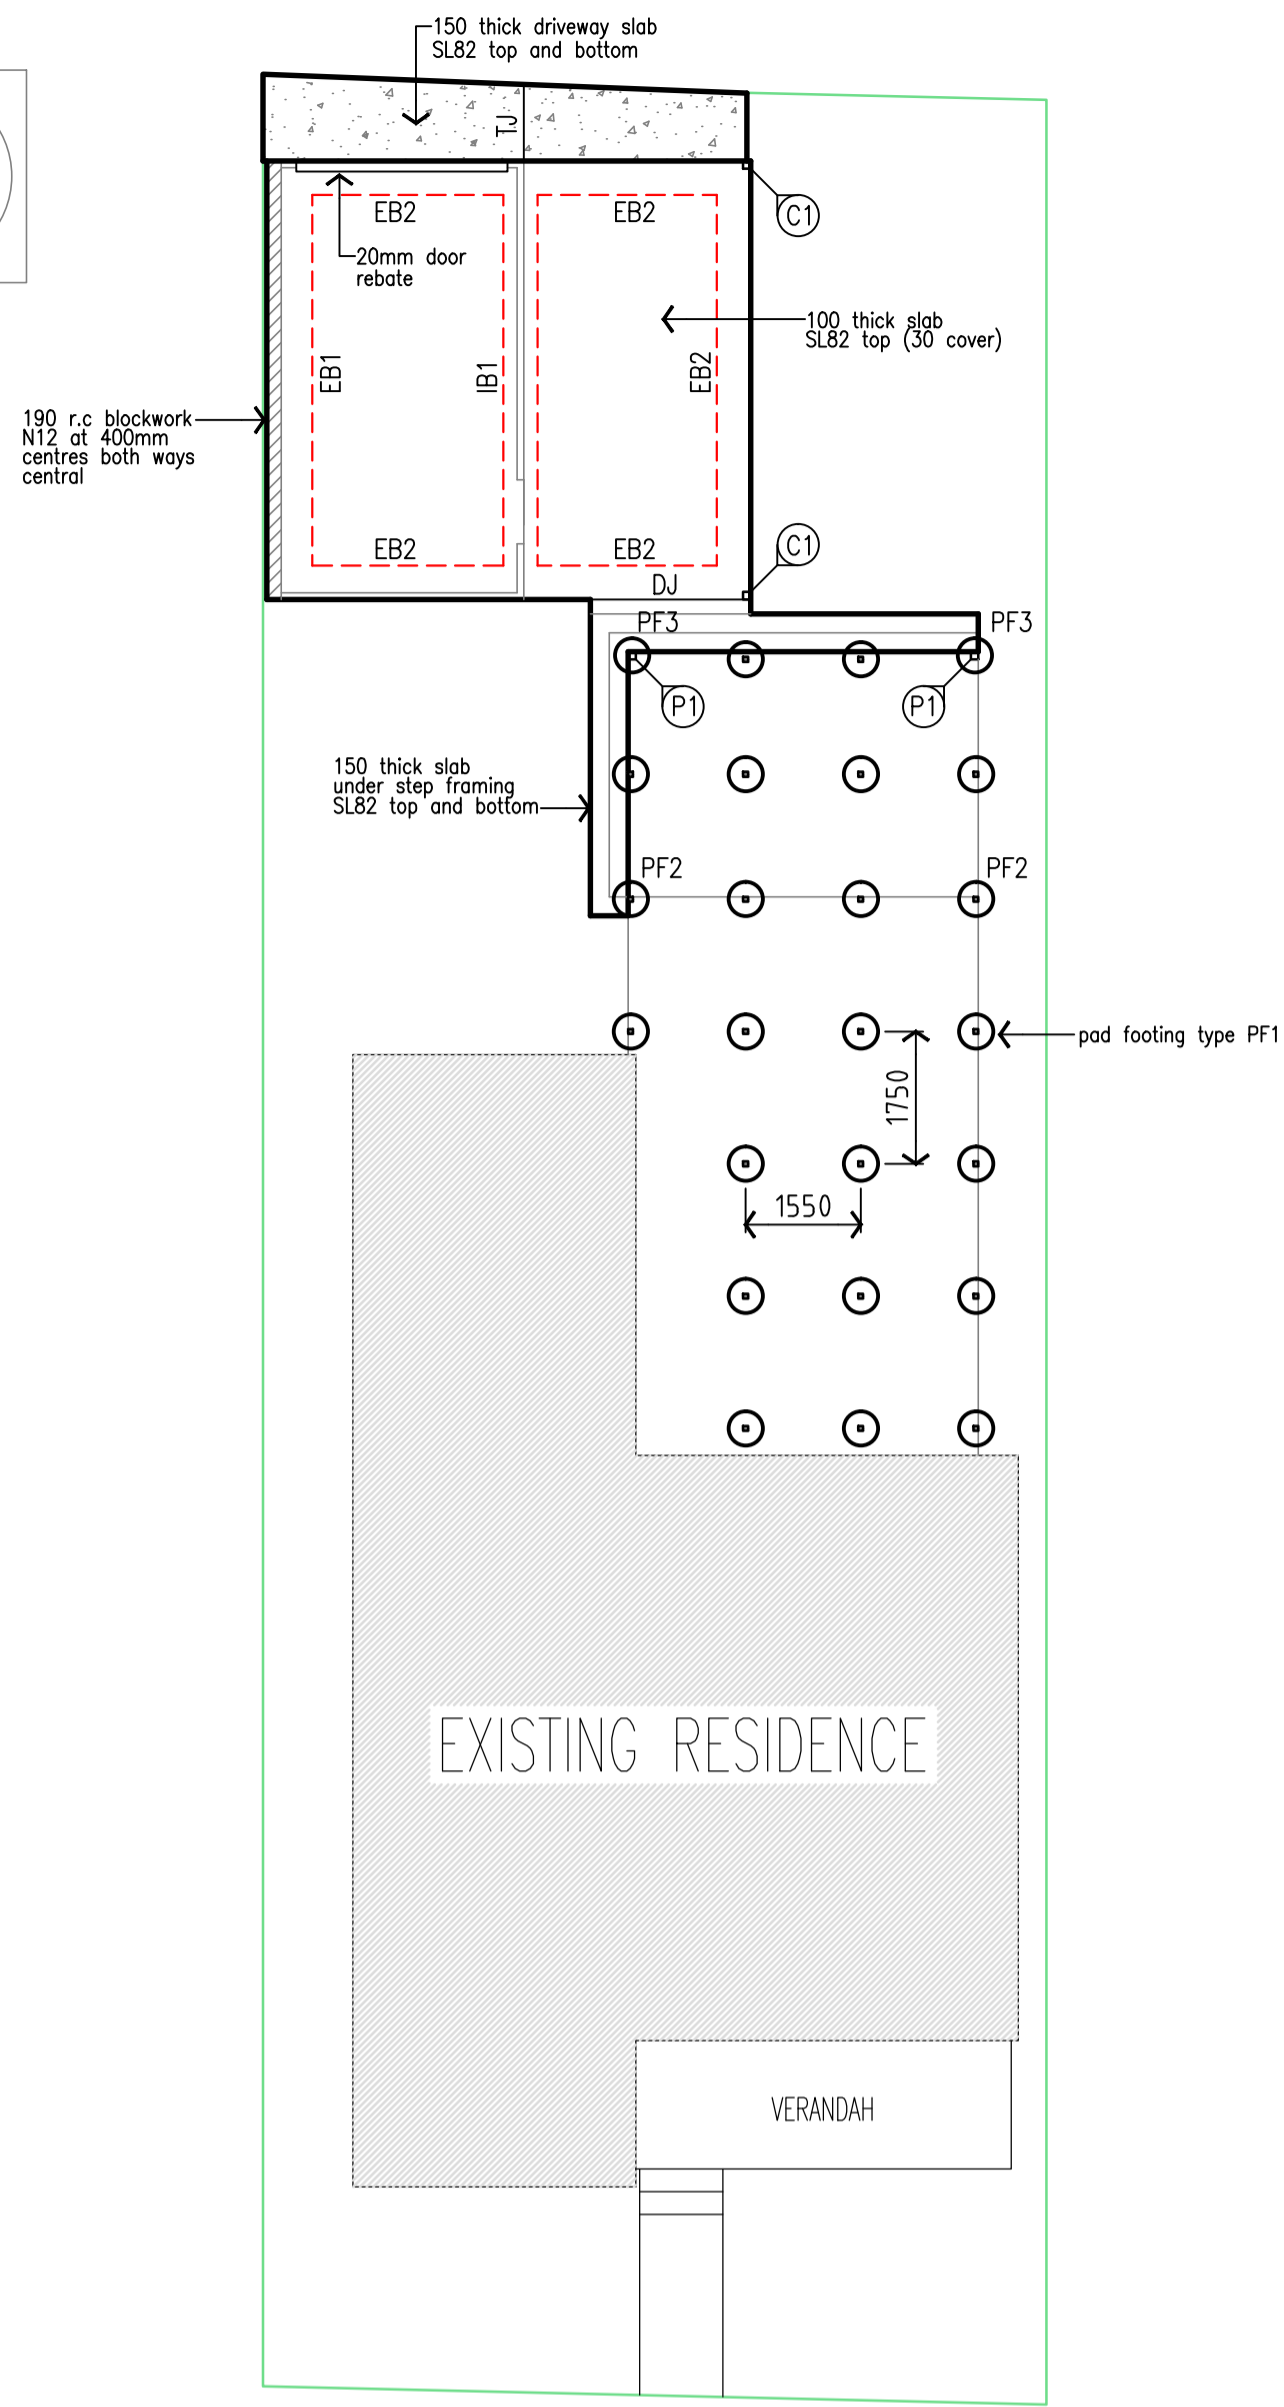 150 thick driveway slab
SL82 top and bottom
TJ
C1
EB2
EB2
20mm door
rebate
100 thick slab
SL82 top (30 cover)
EB1
IB1
EB2
190 r.c blockwork
N12 at 400mm
centres both ways
central
C1
EB2
EB2
DJ
PF3
PF3
P1
P1
150 thick slab
under step framing
SL82 top and bottom
PF2
PF2
pad footing type PF1
1750
1550
EXISTING RESIDENCE
VERANDAH